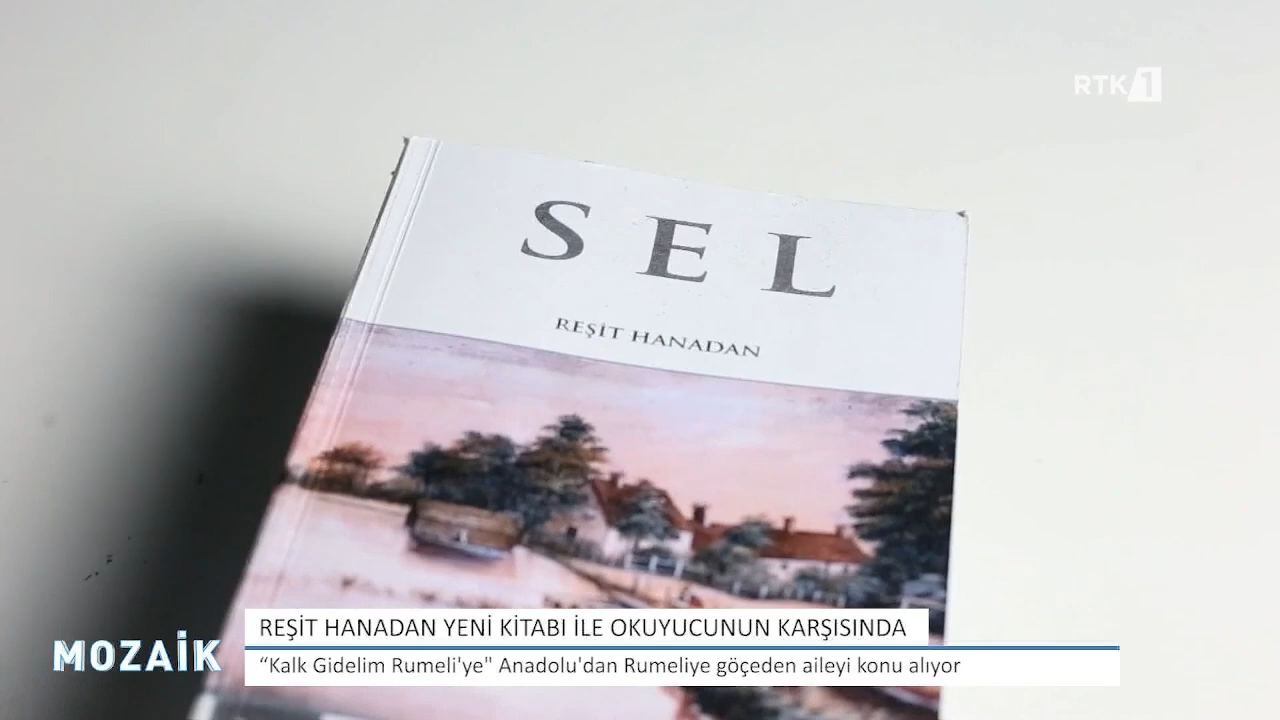 RTK1
SEL
REŞİT HANADAN
REŞİT HANADAN YENİ KİTABI İLE OKUYUCUNUN KARŞISINDA
MOZAİK
“Kalk Gidelim Rumeli'ye" Anadolu'dan Rumeliye göçeden aileyi konu alıyor